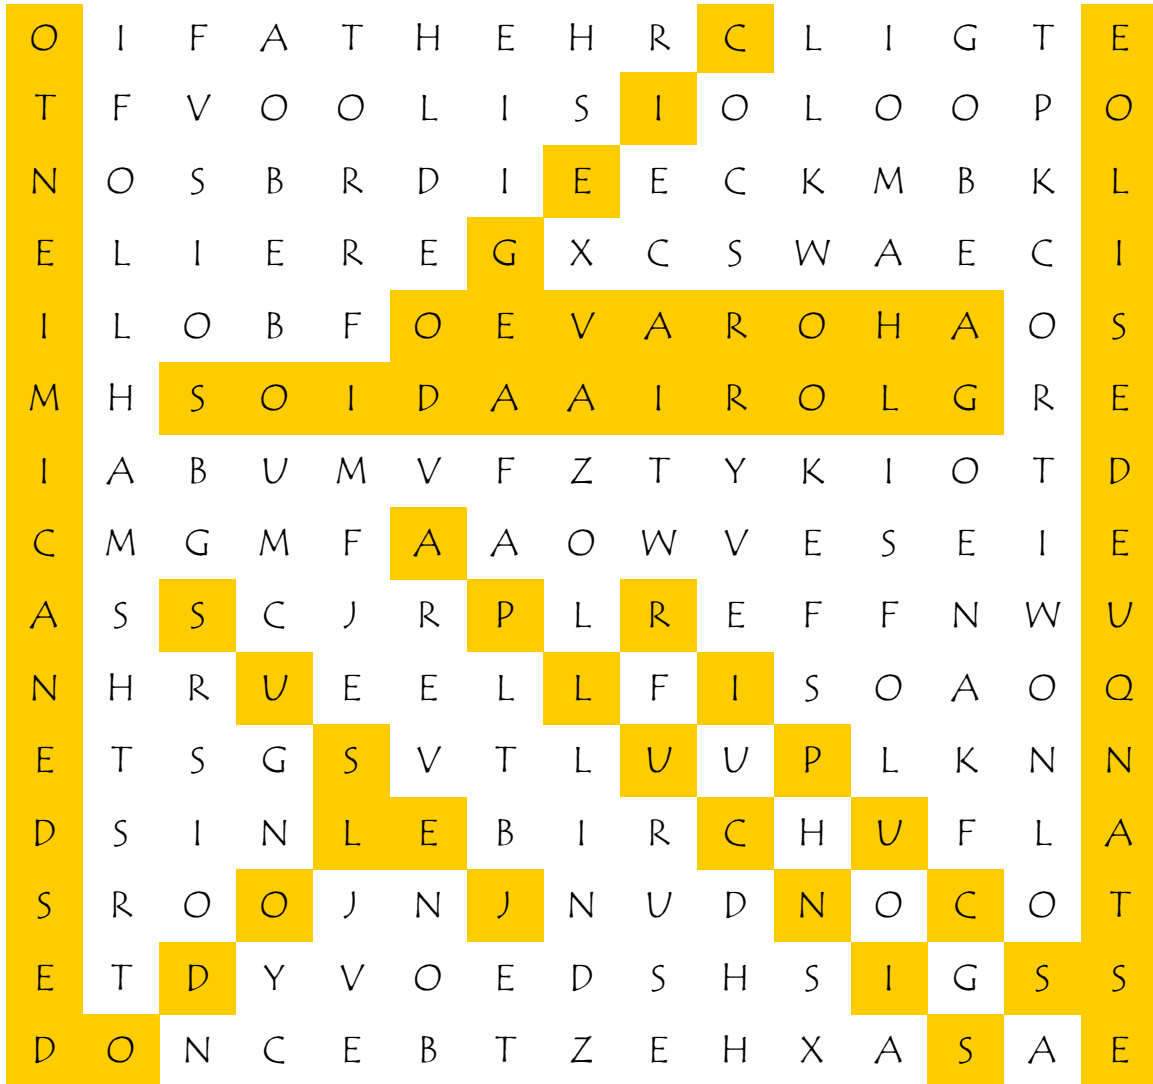 O I F A T H E H R C L I G T E
T F V O O L I S I O L O O P O
N O S B R D I E E C K M B K L
E L I E R E G X C S W A E C I
I L O B F O E V A R O H A O S
M H S O I D A A I R O L G R E
I A B U M V F Z T Y K I O T D
C M G M F A A O W V E S E I E
A S S C J R P L R E F F N W U
N H R U E E L L F I S O A O Q
E T S G S V T L U U P L K N N
D S I N L E B I R C H U F L A
S R O O J N J N U D N O C O T
E T D Y V O E D S H S I G S S
D O N C E B T Z E H X A S A E